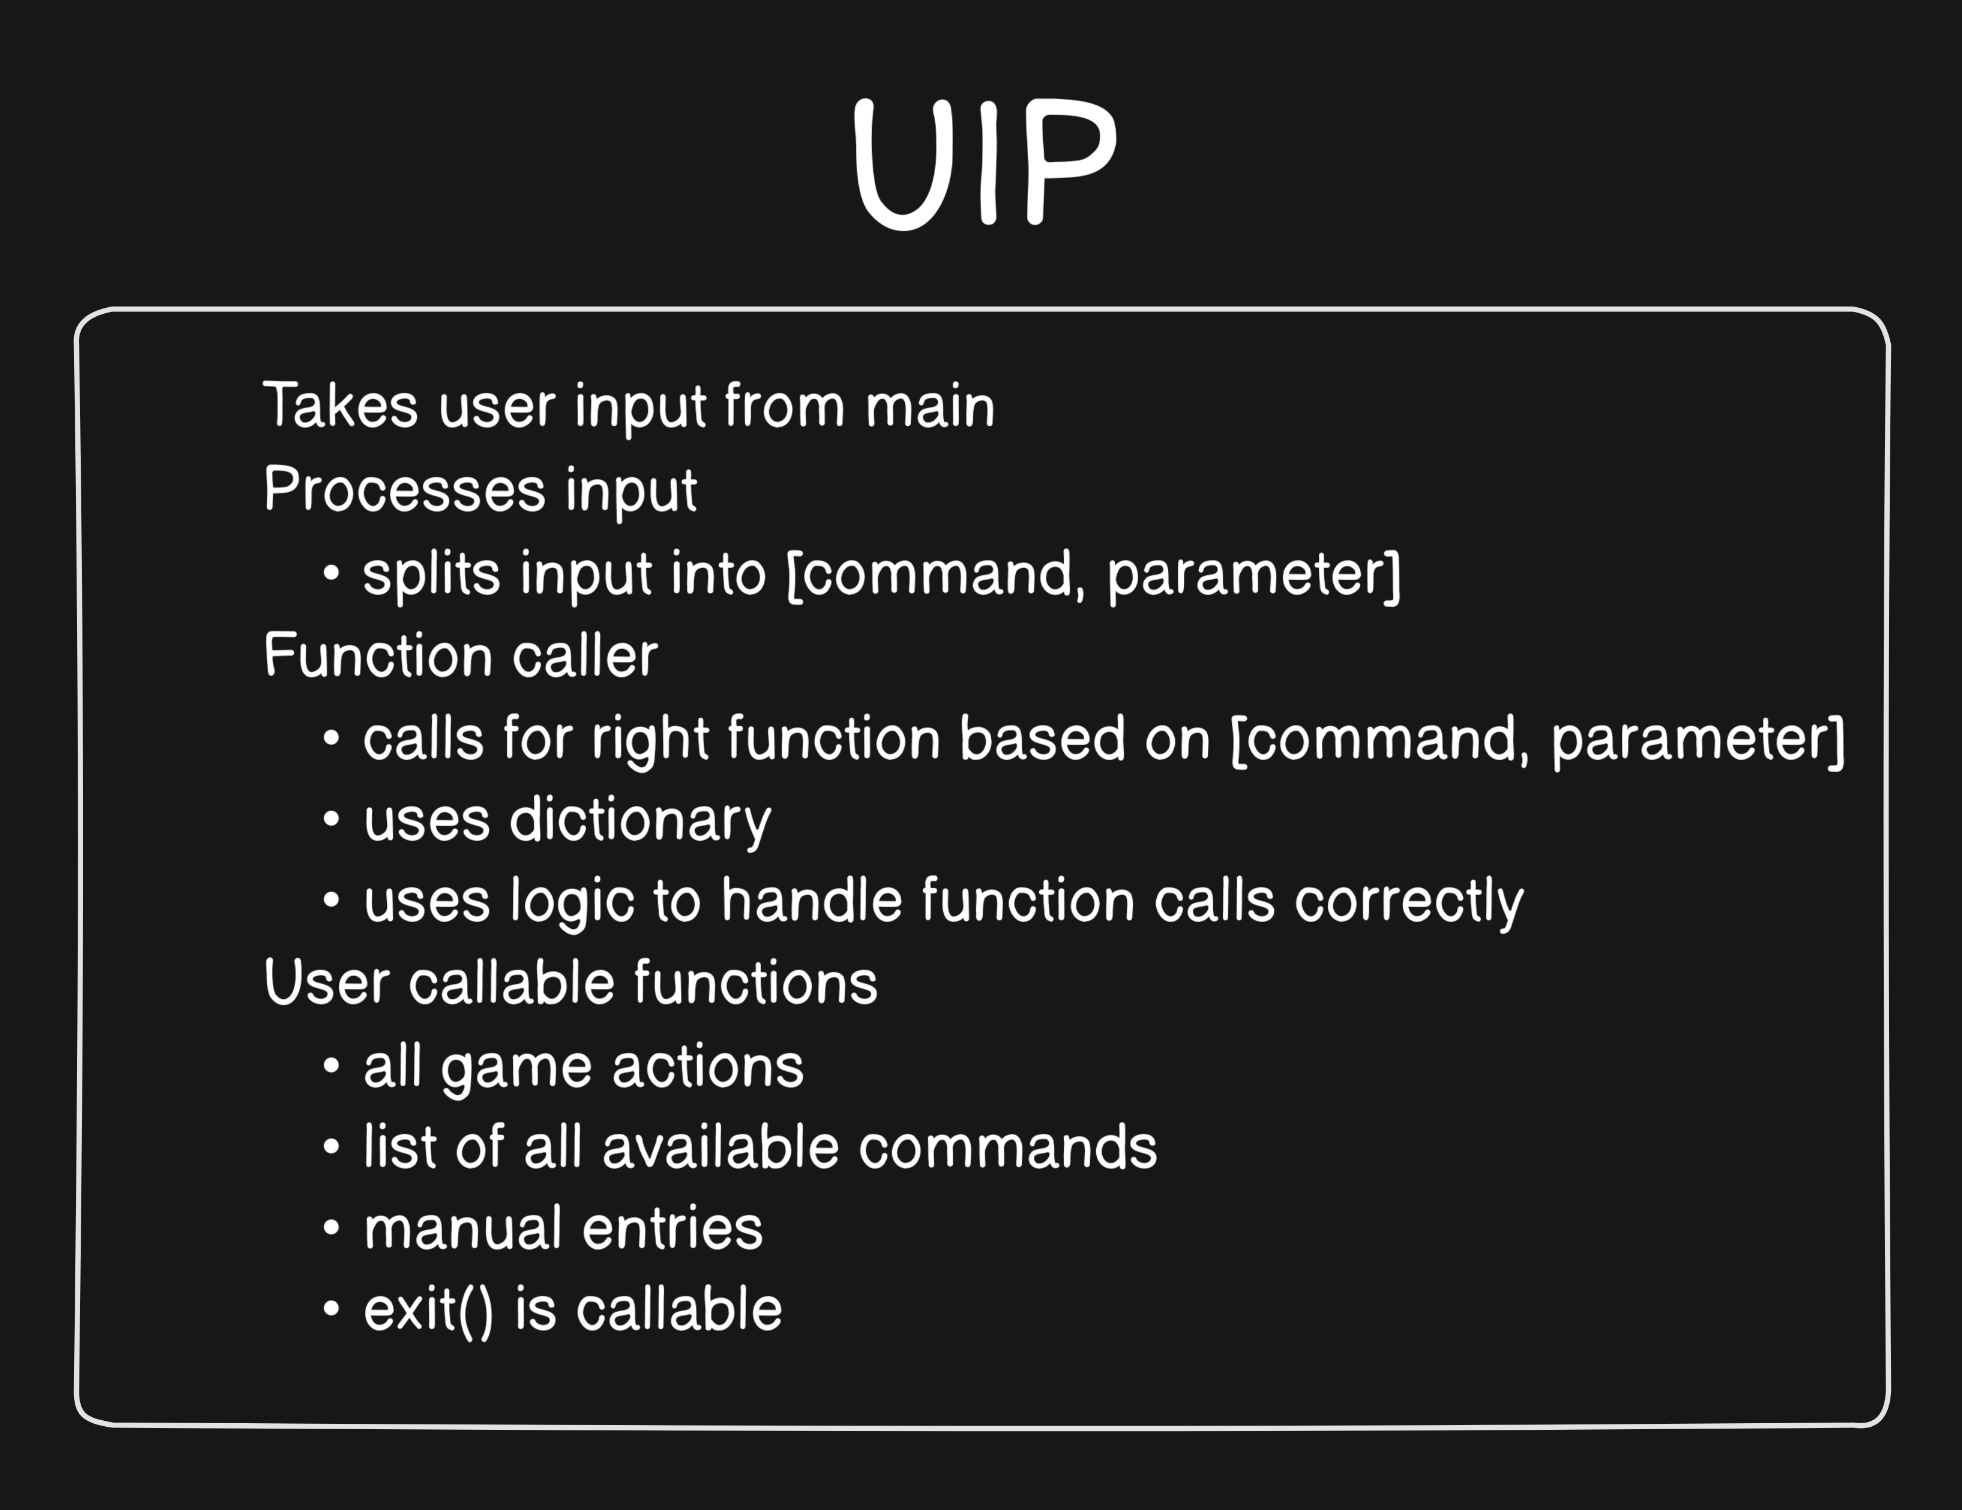 UIP
Takes user input from main
Processes input
• splits input into [command, parameter]
Function caller
• calls for right function based on [command, parameter]
• uses dictionary
• uses logic to handle function calls correctly
User callable functions
• all game actions
• list of all available commands
• manual entries
• exit() is callable